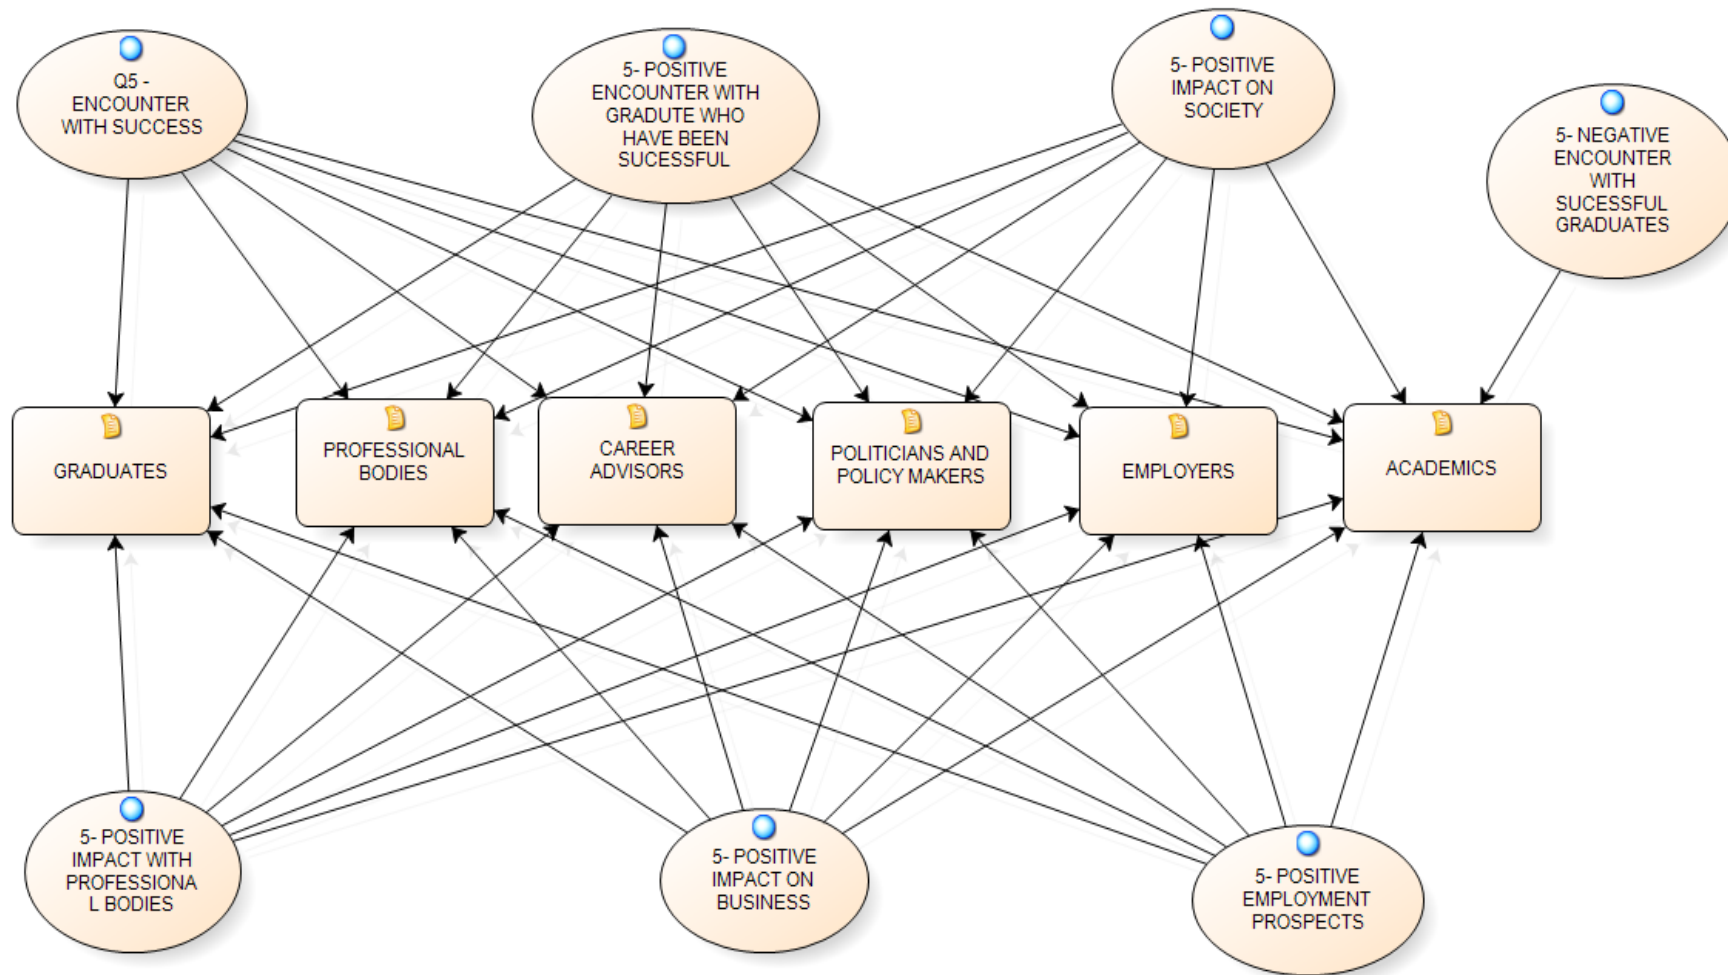 Q5 -
ENCOUNTER
WITH SUCCESS
5- POSITIVE
ENCOUNTER WITH
GRADUTE WHO
HAVE BEEN
SUCESSFUL
5- POSITIVE
IMPACT ON
SOCIETY
5- NEGATIVE
ENCOUNTER
WITH
SUCESSFUL
GRADUATES
GRADUATES
PROFESSIONAL
BODIES
CAREER
ADVISORS
POLITICIANS AND
POLICY MAKERS
EMPLOYERS
ACADEMICS
5- POSITIVE
IMPACT WITH
PROFESSIONA
L BODIES
5- POSITIVE
IMPACT ON
BUSINESS
5- POSITIVE
EMPLOYMENT
PROSPECTS